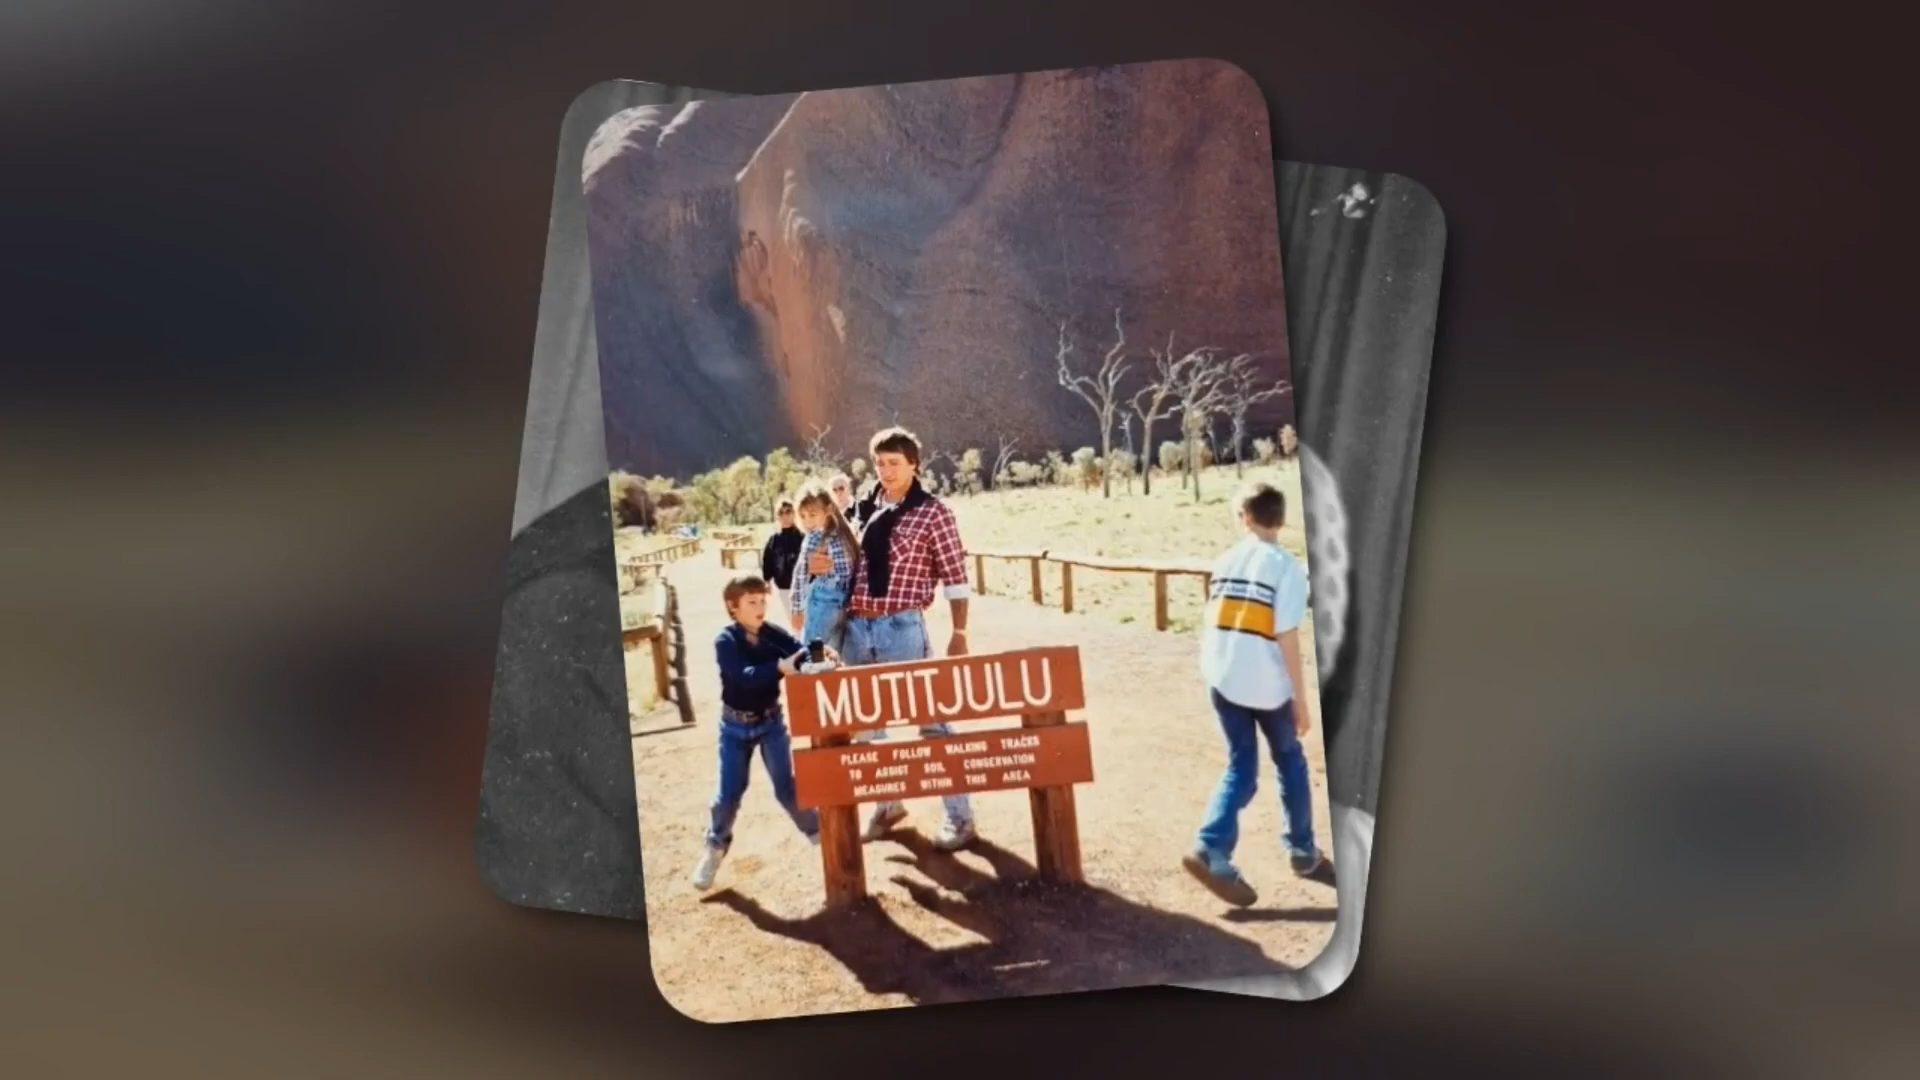 MUṮITJULU
PLEASE FOLLOW WALKING TRACKS
TO ASSIST SOIL CONSERVATION
MEASURES WITHIN THIS AREA